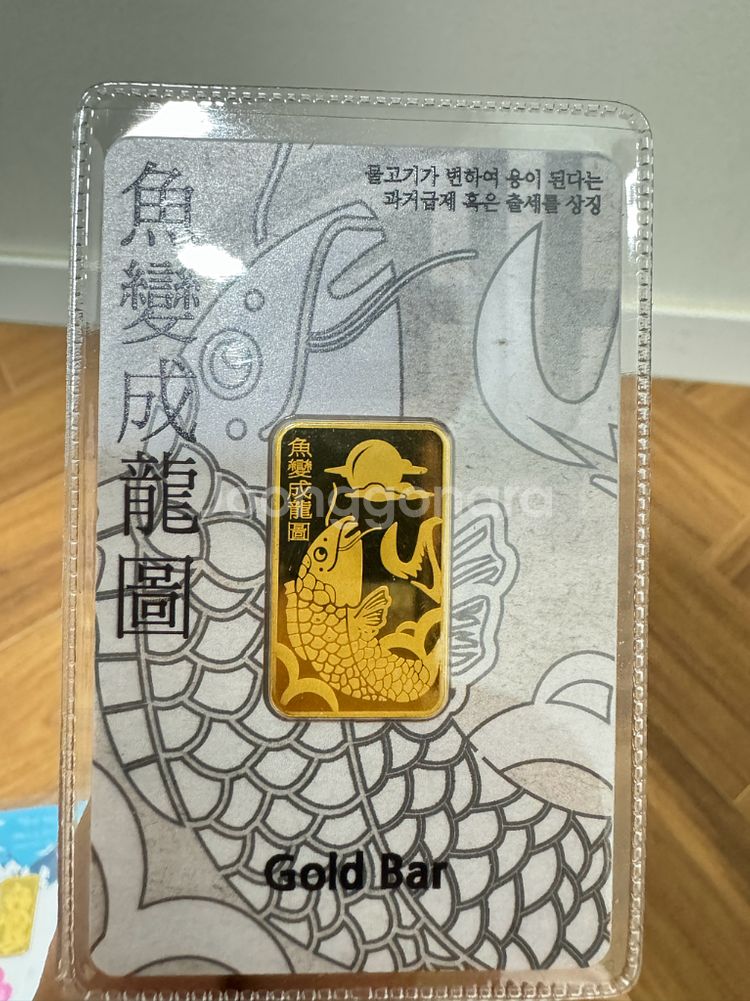 魚變成龍圖
물고기가 변하여 용이 된다는
과거급제 혹은 출세를 상징
魚變成龍圖
joonggonara
Gold Bar